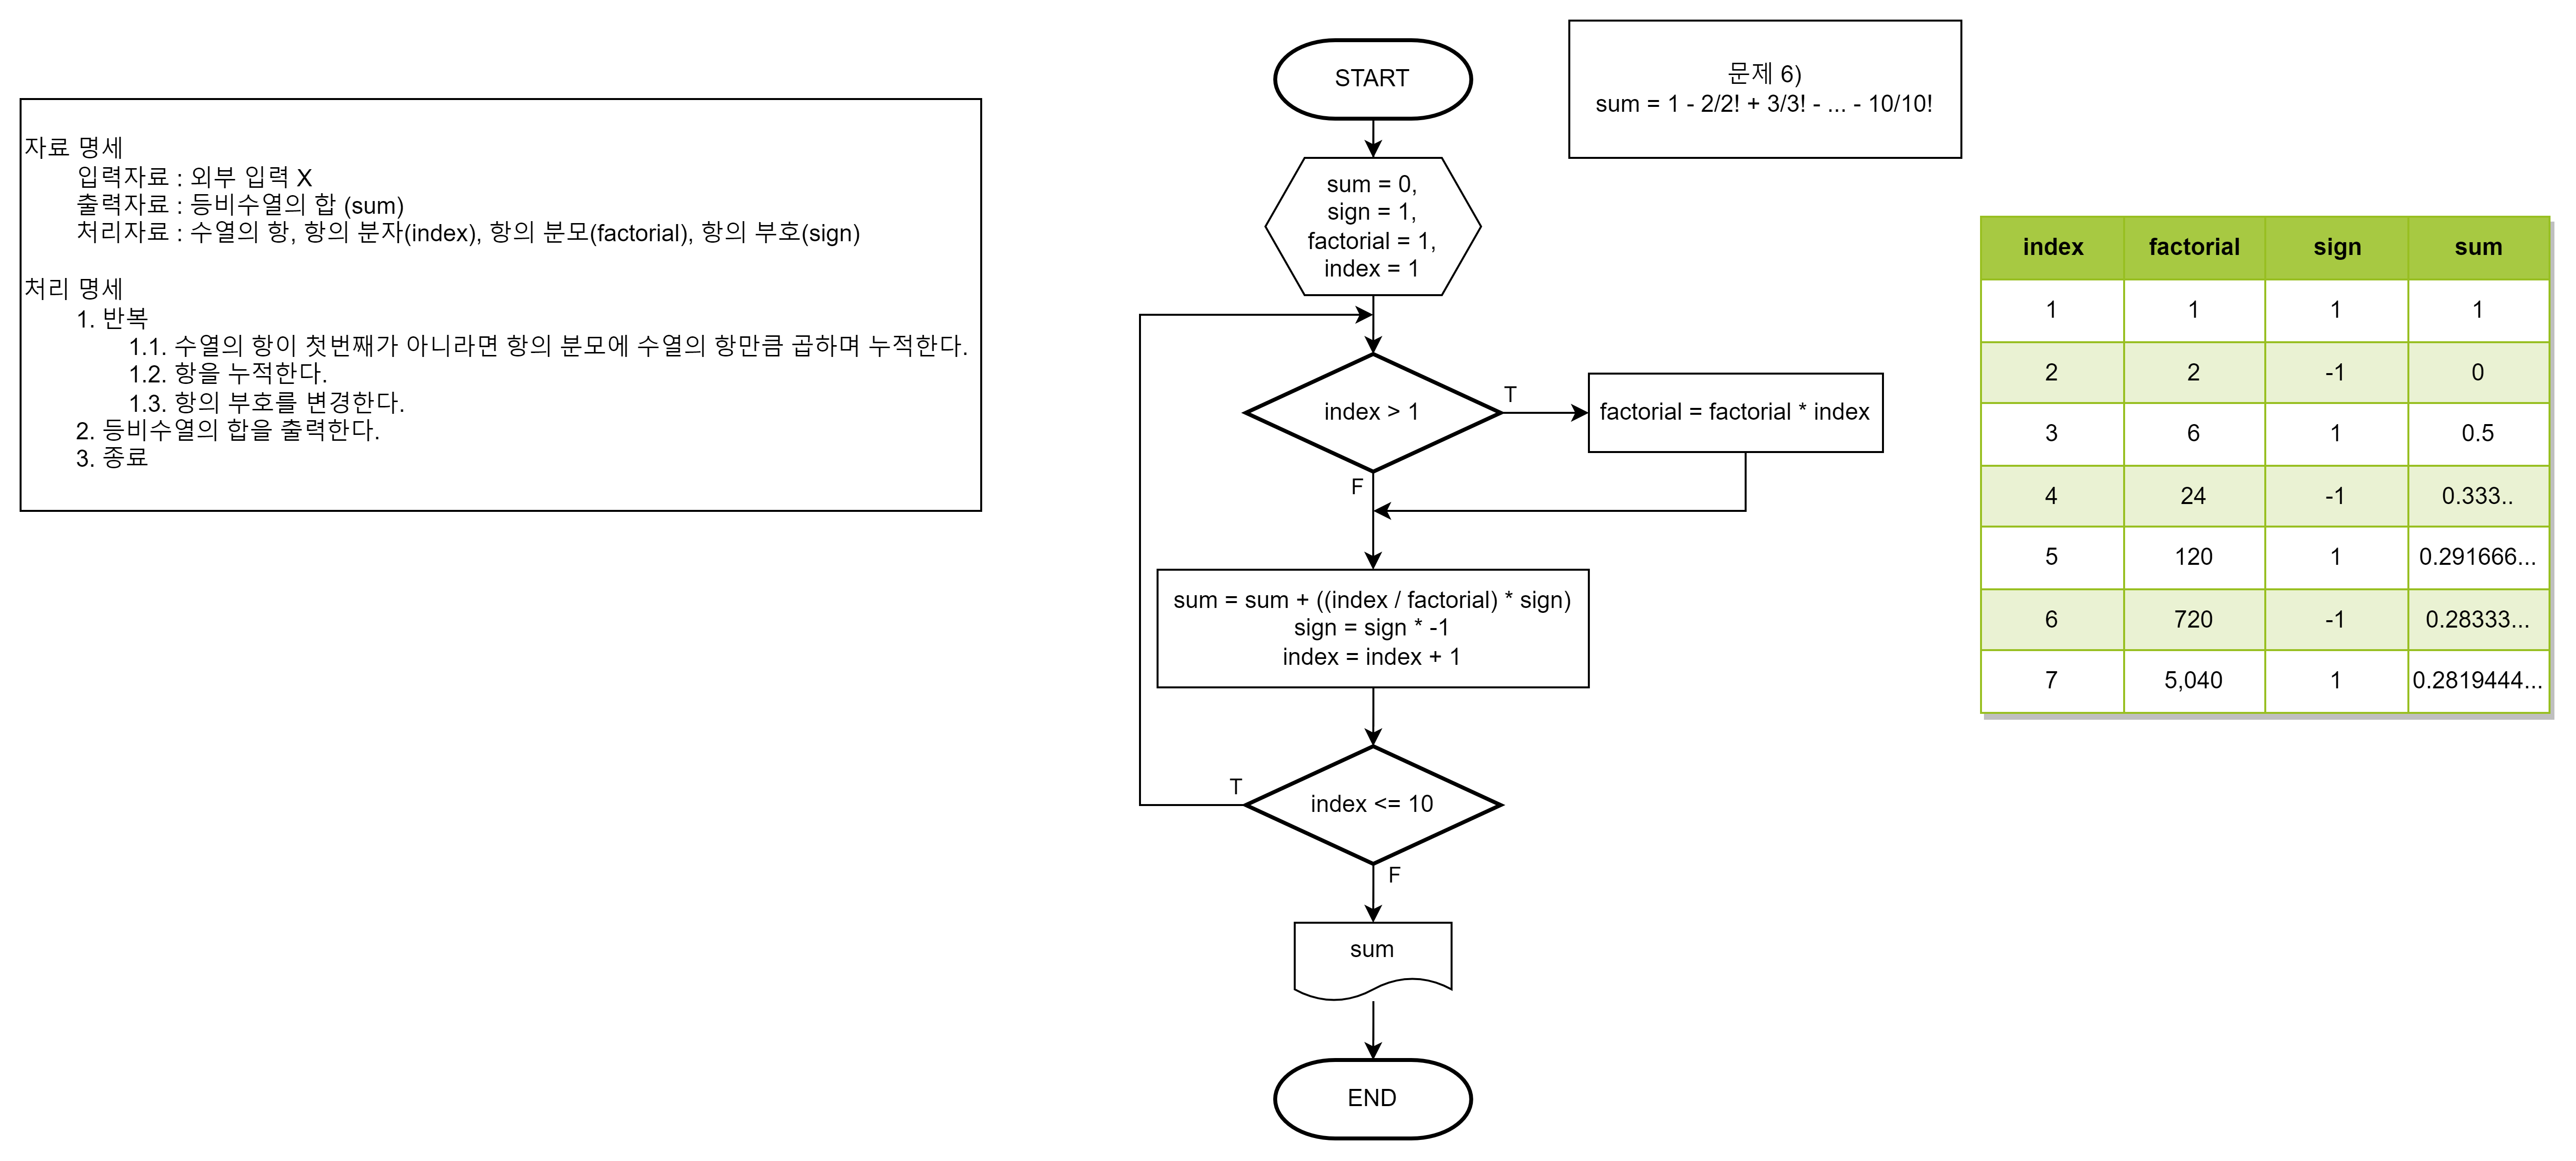 문제 6)
sum = 1 - 2/2! + 3/3! - ... - 10/10!
자료 명세
입력자료 : 외부 입력 X
출력자료 : 등비수열의 합 (sum)
처리자료 : 수열의 항, 항의 분자(index), 항의 분모(factorial), 항의 부호(sign)
처리 명세
1. 반복
1.1. 수열의 항이 첫번째가 아니라면 항의 분모에 수열의 항만큼 곱하며 누적한다.
1.2. 항을 누적한다.
1.3. 항의 부호를 변경한다.
2. 등비수열의 합을 출력한다.
3. 종료
START
sum = 0,
sign = 1,
factorial = 1,
index = 1
index > 1
T
factorial = factorial * index
F
sum = sum + ((index / factorial) * sign)
sign = sign * -1
index = index + 1
T
index <= 10
F
sum
END
index factorial sign sum
1 1 1 1
2 2 -1 0
3 6 1 0.5
4 24 -1 0.333..
5 120 1 0.291666...
6 720 -1 0.28333...
7 5,040 1 0.2819444...